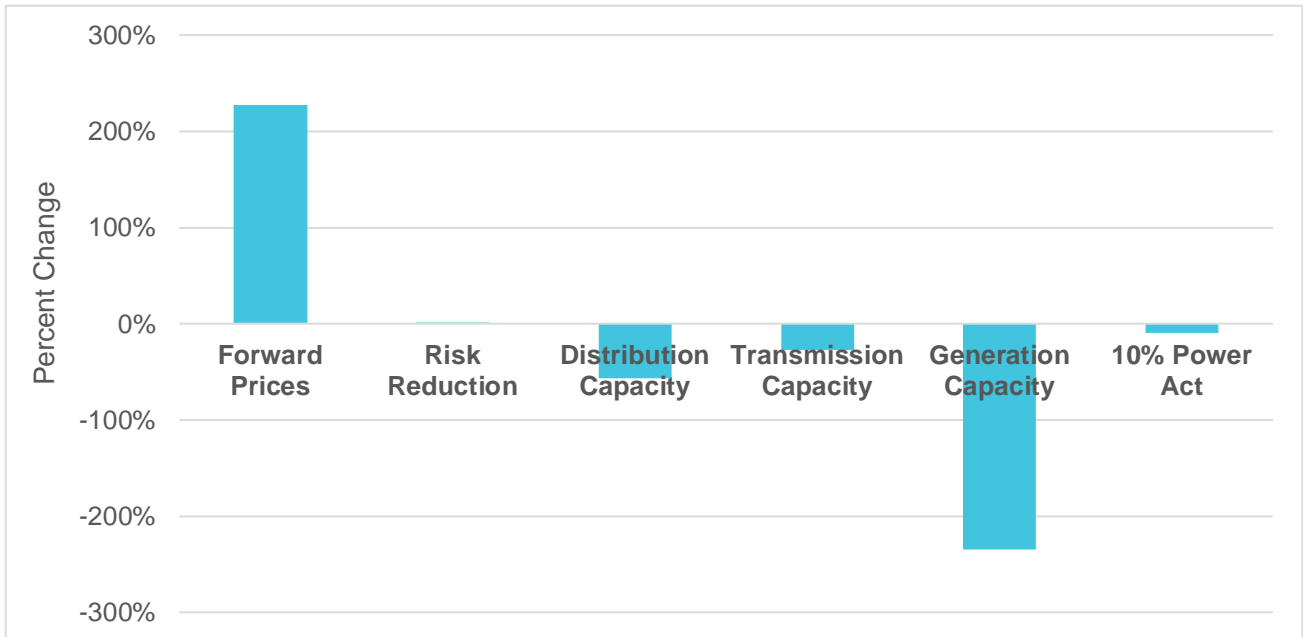 300%
200%
100%
0%
-100%
-200%
-300%
Percent Change
Forward
Prices
Risk
Reduction
Distribution
Capacity
Transmission
Capacity
Generation
Capacity
10% Power
Act